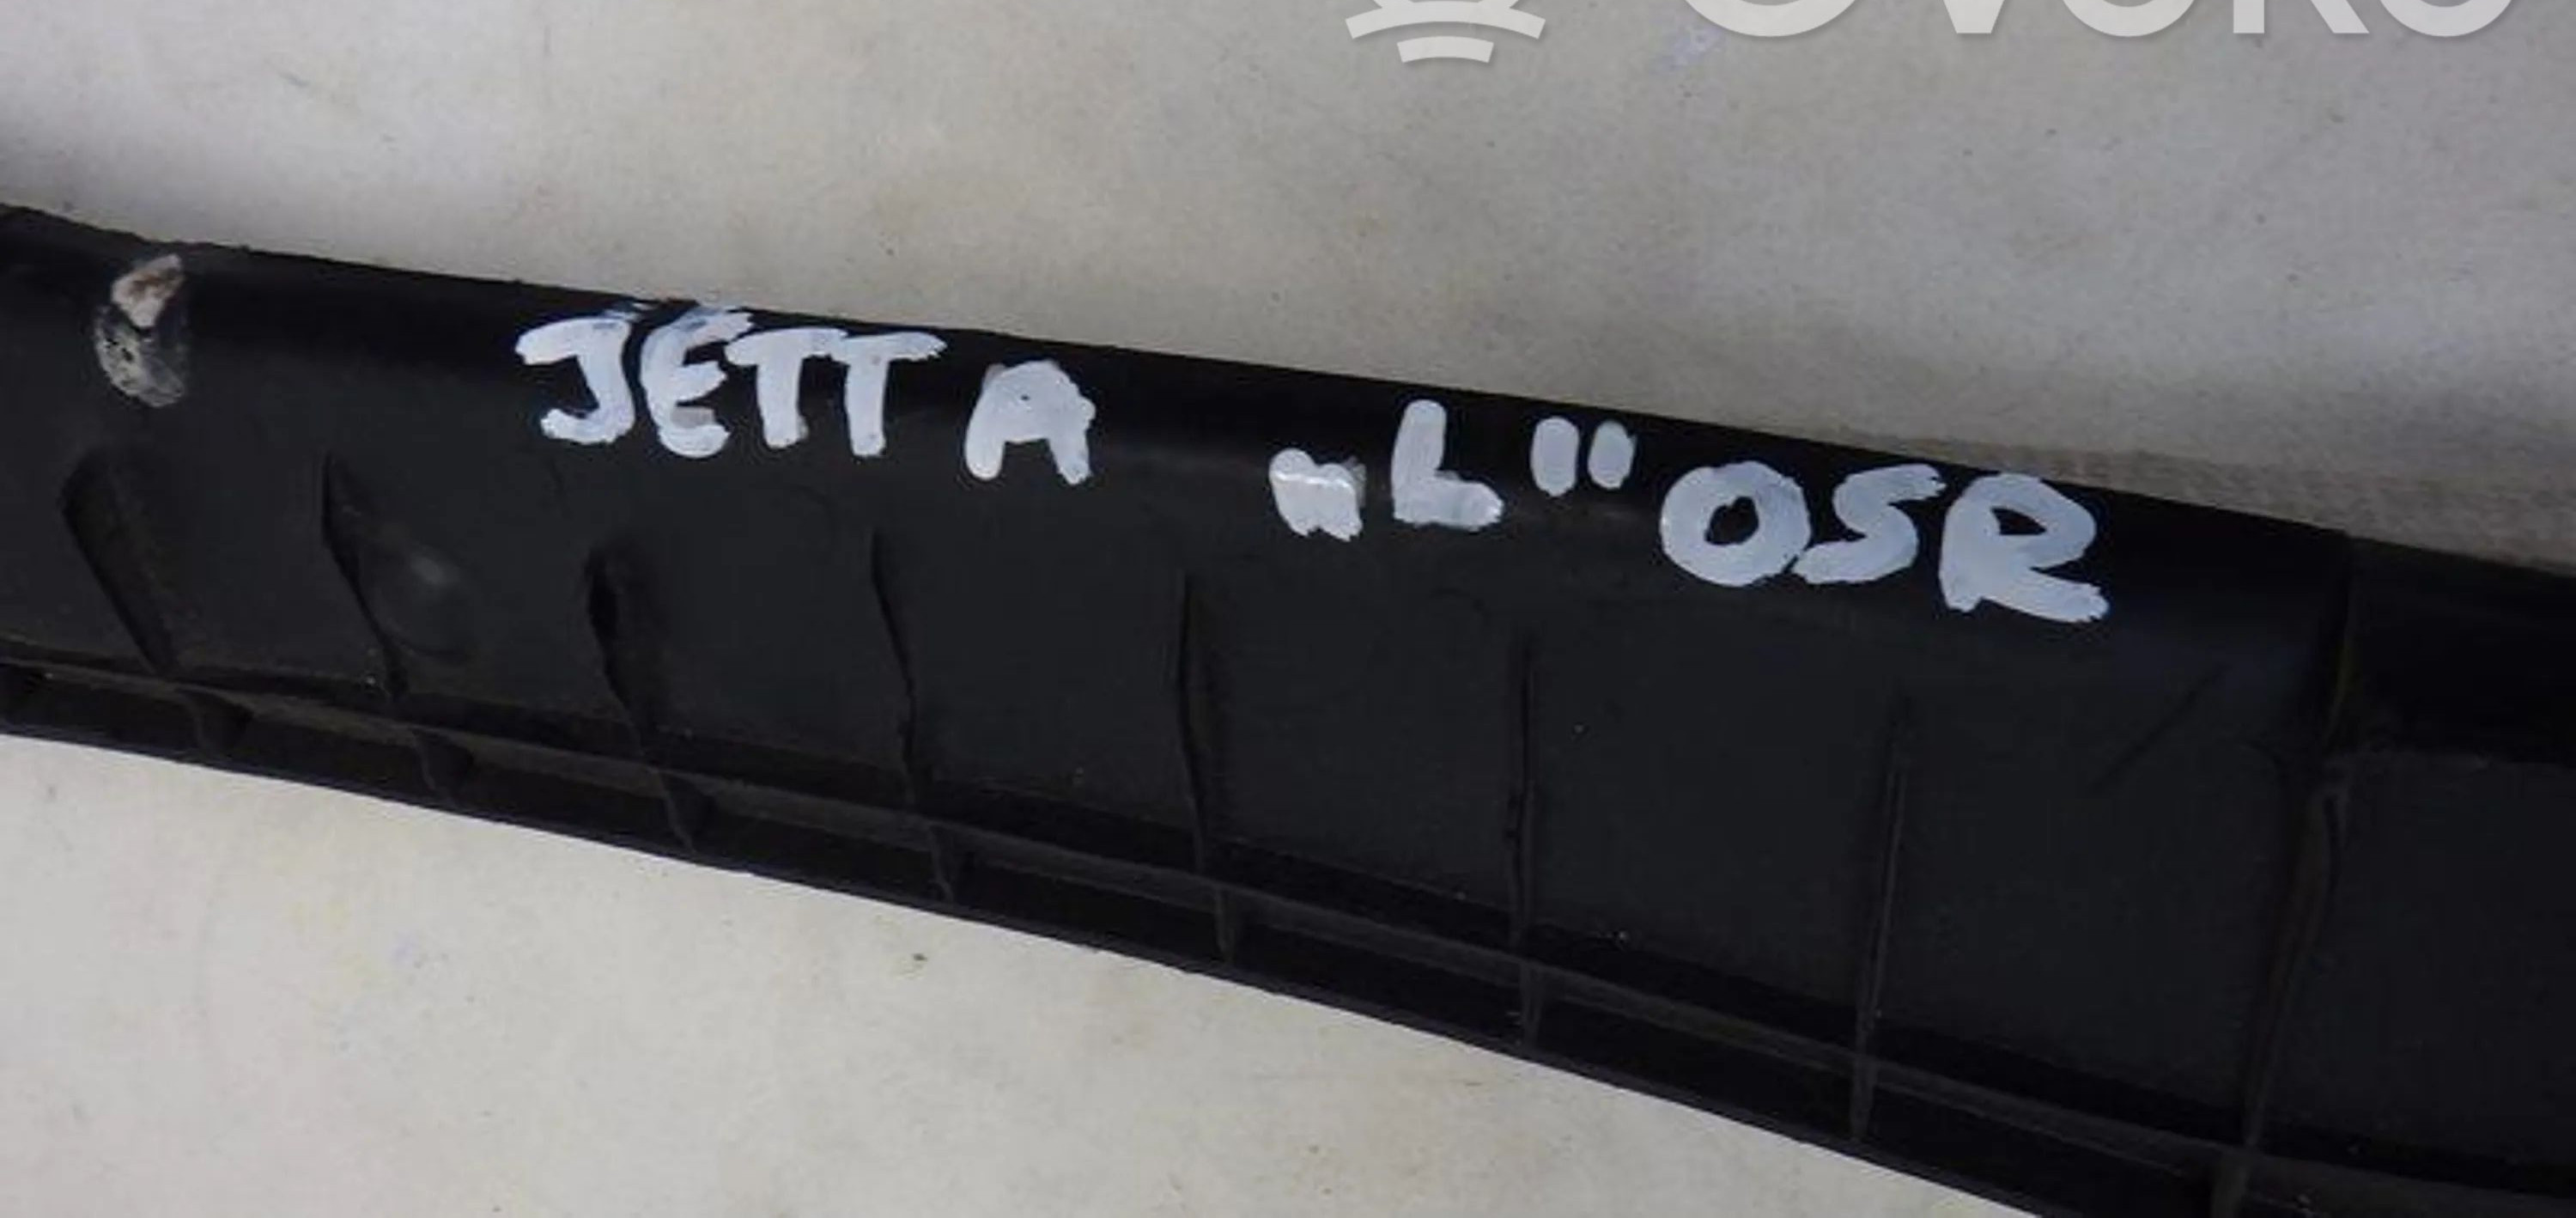 JETTA „L" OSR